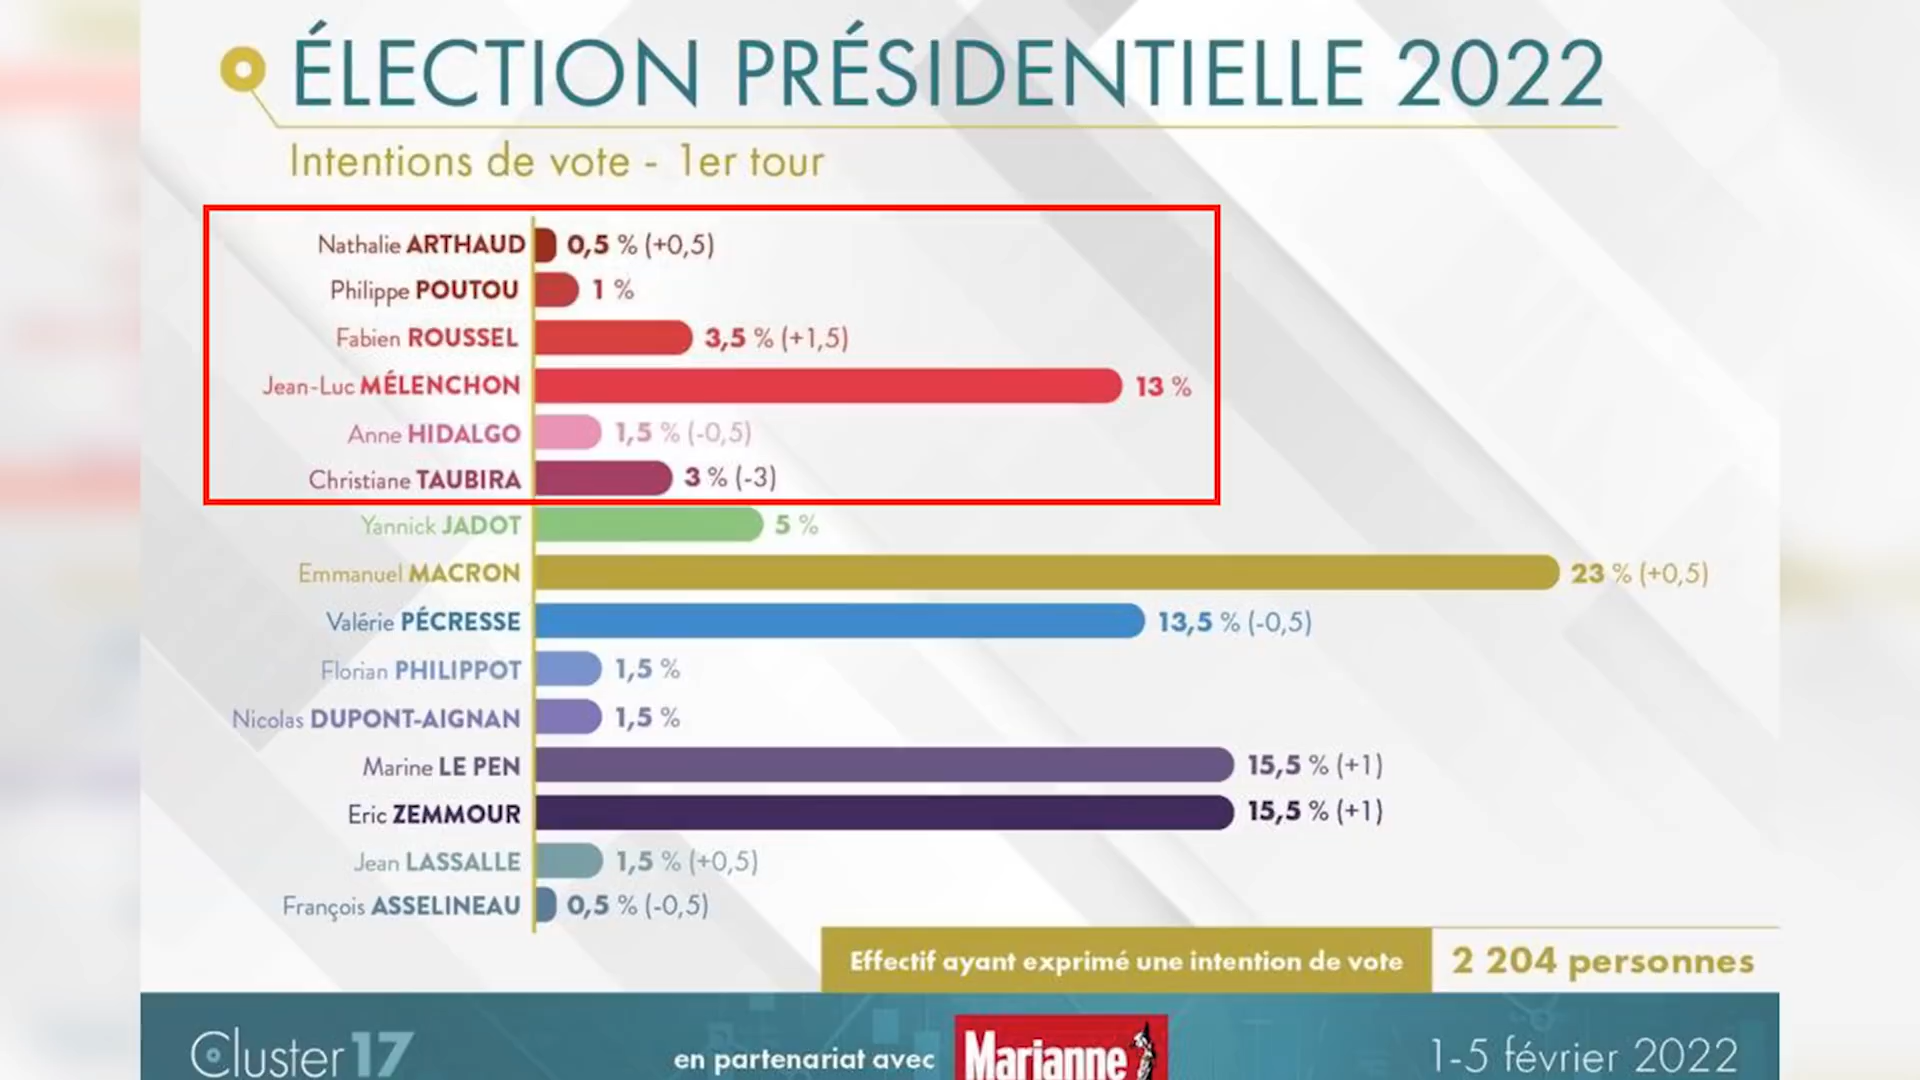 ÉLECTION PRÉSIDENTIELLE 2022
Intentions de vote - 1er tour
Nathalie ARTHAUD 0,5 % (+0,5)
Philippe POUTOU 1 %
Fabien ROUSSEL 3,5 % (+1,5)
Jean-Luc MÉLENCHON 13 %
Anne HIDALGO 1,5 % (-0,5)
Christiane TAUBIRA 3 % (-3)
Yannick JADOT 5 %
Emmanuel MACRON 23 % (+0,5)
Valérie PÉCRESSE 13,5 % (-0,5)
Florian PHILIPPOT 1,5 %
Nicolas DUPONT-AIGNAN 1,5 %
Marine LE PEN 15,5 % (+1)
Eric ZEMMOUR 15,5 % (+1)
Jean LASSALLE 1,5 % (+0,5)
François ASSELINEAU 0,5 % (-0,5)
Effectif ayant exprimé une intention de vote 2 204 personnes
Cluster17 en partenariat avec Marianne 1-5 février 2022